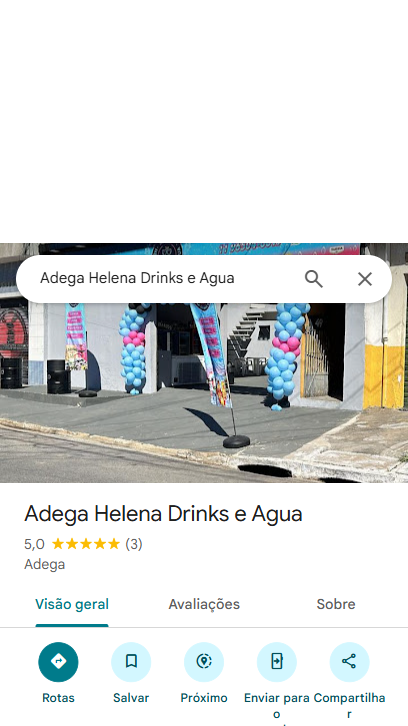 Adega Helena Drinks e Agua
Adega Helena Drinks e Agua
5,0 (3)
Adega
Visão geral Avaliações Sobre
Rotas Salvar Próximo Enviar para Compartilha
o r